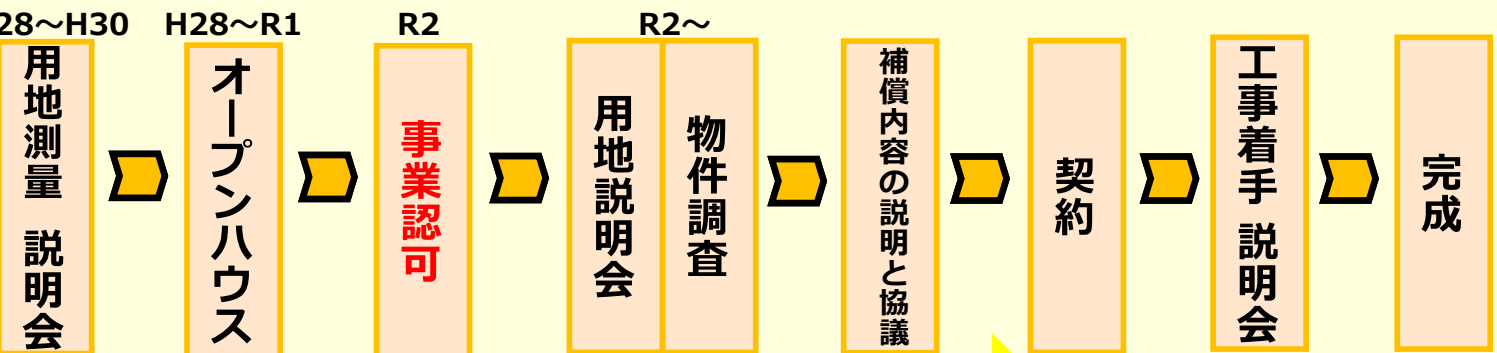 28～H30
H28～R1
R2
R2～
用地測量 説明会
オープンハウス
事業認可
用地説明会
物件調査
補償内容の説明と協議
契約
工事着手 説明会
完成